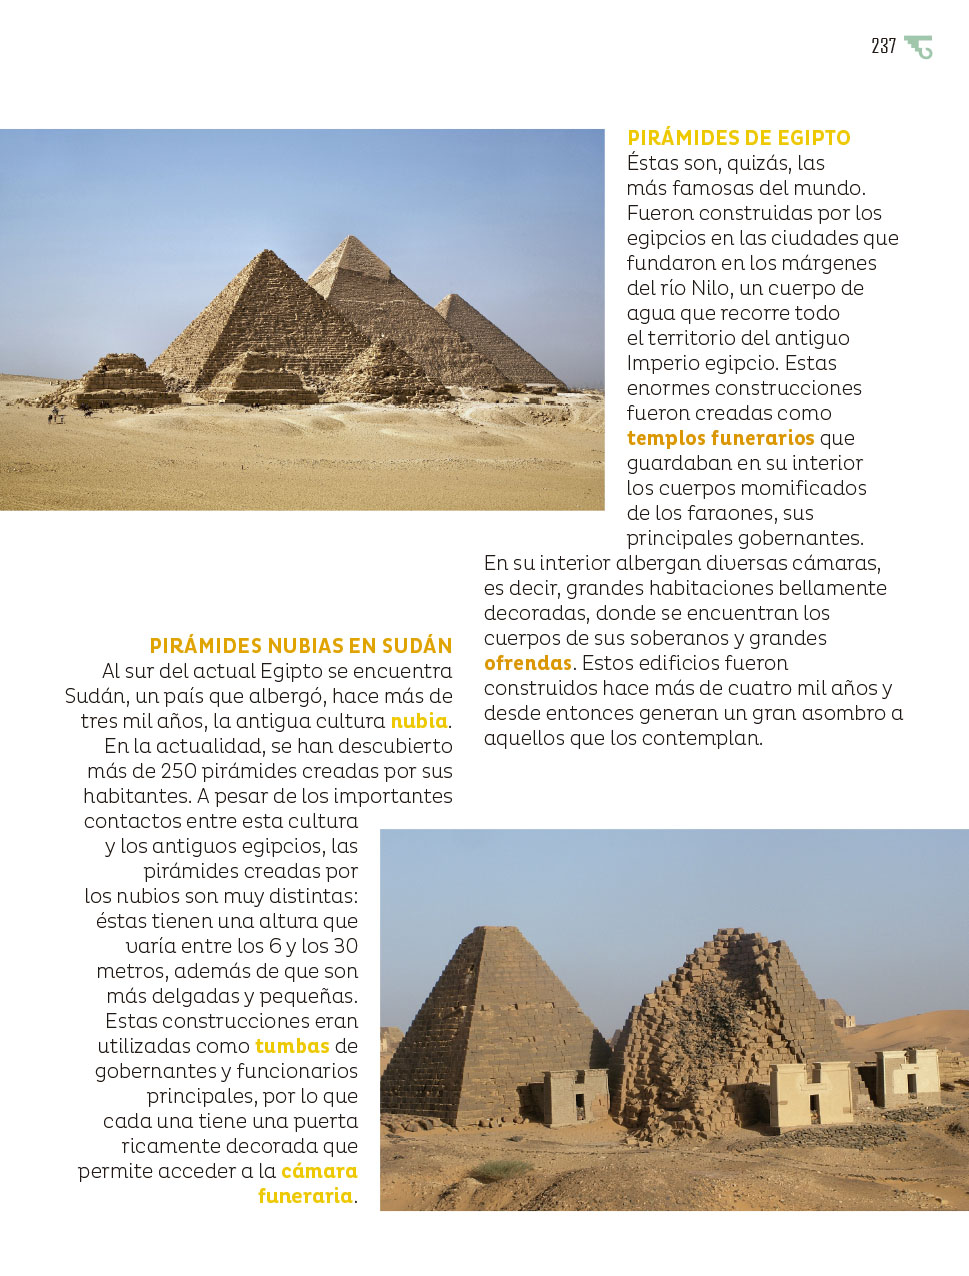 237
PIRÁMIDES DE EGIPTO
Éstas son, quizás, las
más famosas del mundo.
Fueron construidas por los
egipcios en las ciudades que
fundaron en los márgenes
del río Nilo, un cuerpo de
agua que recorre todo
el territorio del antiguo
Imperio egipcio. Estas
enormes construcciones
fueron creadas como
templos funerarios que
guardaban en su interior
los cuerpos momificados
de los faraones, sus
principales gobernantes.
En su interior albergan diversas cámaras,
es decir, grandes habitaciones bellamente
decoradas, donde se encuentran los
cuerpos de sus soberanos y grandes
ofrendas. Estos edificios fueron
construidos hace más de cuatro mil años y
desde entonces generan un gran asombro a
aquellos que los contemplan.
PIRÁMIDES NUBIAS EN SUDÁN
Al sur del actual Egipto se encuentra
Sudán, un país que albergó, hace más de
tres mil años, la antigua cultura nubia.
En la actualidad, se han descubierto
más de 250 pirámides creadas por sus
habitantes. A pesar de los importantes
contactos entre esta cultura
y los antiguos egipcios, las
pirámides creadas por
los nubios son muy distintas:
éstas tienen una altura que
varía entre los 6 y los 30
metros, además de que son
más delgadas y pequeñas.
Estas construcciones eran
utilizadas como tumbas de
gobernantes y funcionarios
principales, por lo que
cada una tiene una puerta
ricamente decorada que
permite acceder a la cámara
funeraria.